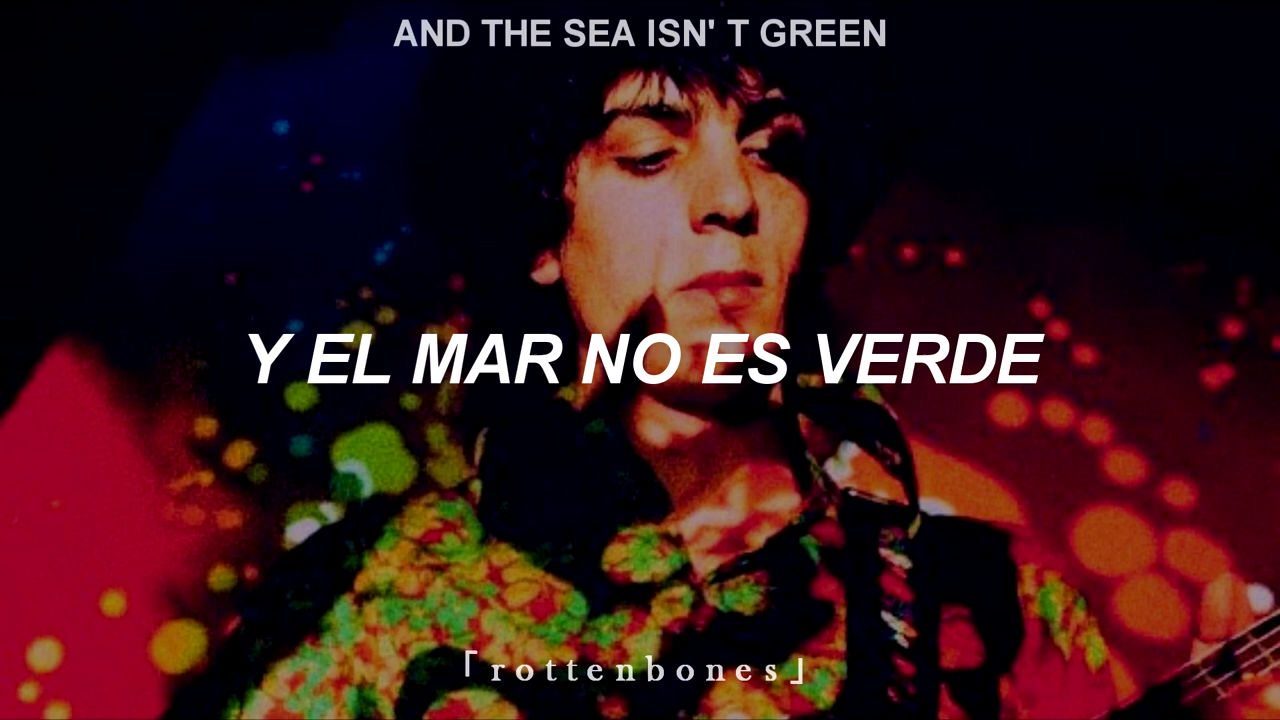 AND THE SEA ISN' T GREEN
Y EL MAR NO ES VERDE
「rottenbones」